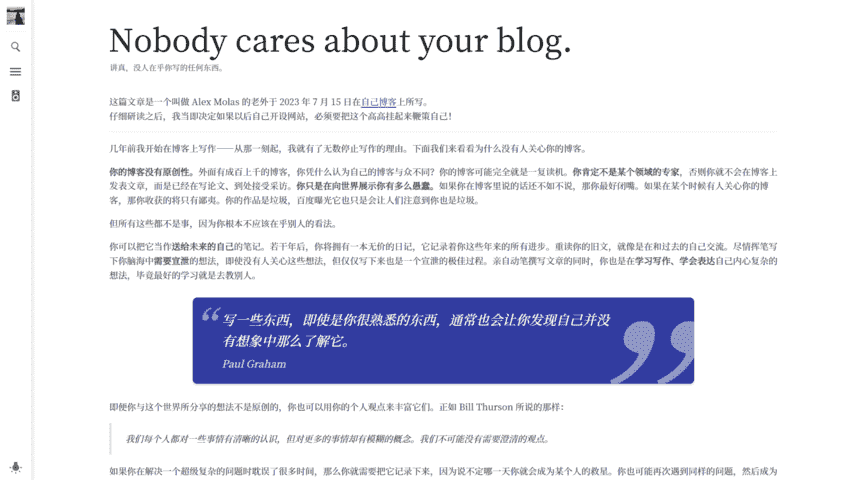 Nobody cares about your blog.
讲真，没人在乎你写的任何东西。
这篇文章是一个叫做 Alex Molas 的老外于 2023 年 7 月 15 日在自己博客上所写。
仔细研读之后，我当即决定如果以后自己开设网站，必须要把这个高高挂起来鞭策自己！
几年前我开始在博客上写作——从那一刻起，我就有了无数停止写作的理由。下面我们来看看为什么没有人关心你的博客。
你的博客没有原创性。外面有成百上千的博客，你凭什么认为自己的博客与众不同？你的博客可能完全就是一复读机。你肯定不是某个领域的专家，否则你就不会在博客上
发表文章，而是已经在写论文，到处接受采访。你只是在向世界展示你有多么愚蠢。如果你在博客里说的话还不如不说，那你最好闭嘴。如果在某个时候有人关心你的博
客，那你收获的将只有鄙夷。你的作品是垃圾，百度曝光它也只是会让人们注意到你也是垃圾。
但所有这些都不是事，因为你根本不应该在乎别人的看法。
你可以把它当作送给未来的自己的笔记。若干年后，你将拥有一本无价的日记，它记录着你这些年来的所有进步。重读你的旧文，就像是在和过去的自己交流。尽情挥笔写
下你脑海中需要宣泄的想法，即使没有人关心这些想法，但仅仅写下来也是一个宣泄的极佳过程。亲自动笔撰写文章的同时，你也是在学习写作、学会表达自己内心复杂的
想法，毕竟最好的学习就是去教别人。
“ 写一些东西，即使是你很熟悉的东西，通常也会让你发现自己并没
有想象中那么了解它。 ”
Paul Graham
即便你与这个世界所分享的想法不是原创的，你也可以用你的个人观点来丰富它们。正如 Bill Thurson 所说的那样：
我们每个人都对一些事情有清晰的认识，但对更多的事情却有模糊的概念。我们不可能没有需要澄清的观点。
如果你在解决一个超级复杂的问题时耽误了很多时间，那么你就需要把它记录下来，因为说不定哪一天你就会成为某个人的救星。你也可能再次遇到同样的问题，然后成为